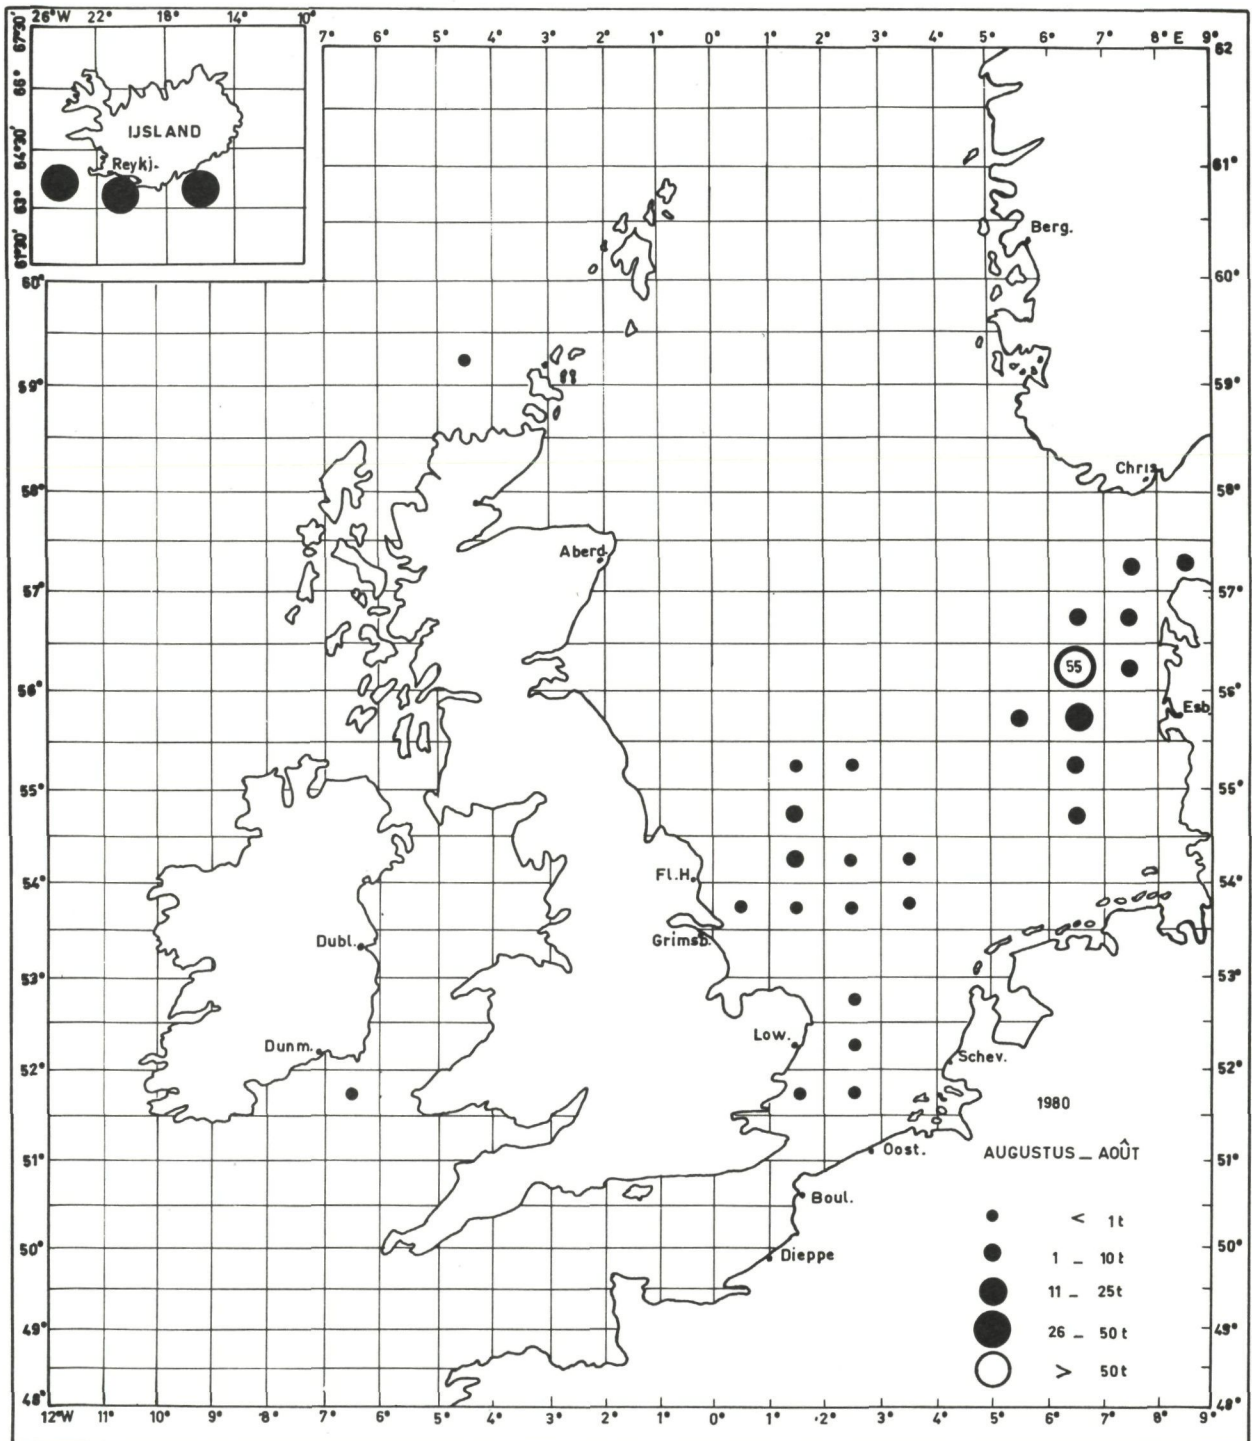 26°W 22° 18° 14° 10°
67°30'
66°
64°30'
63°
61°30'
IJSLAND
Reykj.
7° 6° 5° 4° 3° 2° 1° 0° 1° 2° 3° 4° 5° 6° 7° 8° E 9°
62
61°
61°
Berg.
60° 60°
59° 59°
Chris
58° 58°
Aberd.
57° 57°
55
56° 56°
Esb
55° 55°
Fl.H.
54° 54°
Dubl.
Grimsb.
53° 53°
Low.
Dunm.
Schev.
52° 52°
1980
Oost.
AUGUSTUS _ AOÛT
51° 51°
Boul.
< 1t
50° 50°
Dieppe
1 _ 10t
11 _ 25t
49° 49°
26 _ 50t
> 50t
48° 48°
12°W 11° 10° 9° 8° 7° 6° 5° 4° 3° 2° 1° 0° 1° 2° 3° 4° 5° 6° 7° 8° 9°